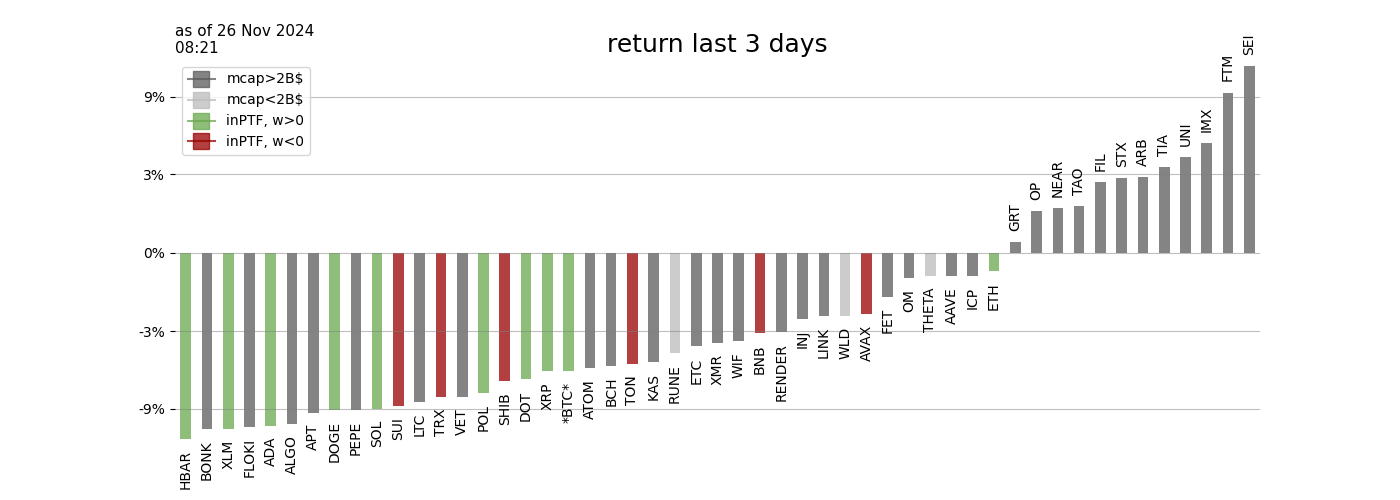 as of 26 Nov 2024
08:21
return last 3 days
mcap>2B$
mcap<2B$
inPTF, w>0
inPTF, w<0
9%
3%
0%
-3%
-9%
HBAR
BONK
XLM
FLOKI
ADA
ALGO
APT
DOGE
PEPE
SOL
SUI
LTC
TRX
VET
POL
SHIB
DOT
XRP
*BTC*
ATOM
BCH
TON
KAS
RUNE
ETC
XMR
WIF
BNB
RENDER
INJ
LINK
WLD
AVAX
FET
OM
THETA
AAVE
ICP
ETH
GRT
OP
NEAR
TAO
FIL
STX
ARB
TIA
UNI
IMX
FTM
SEI